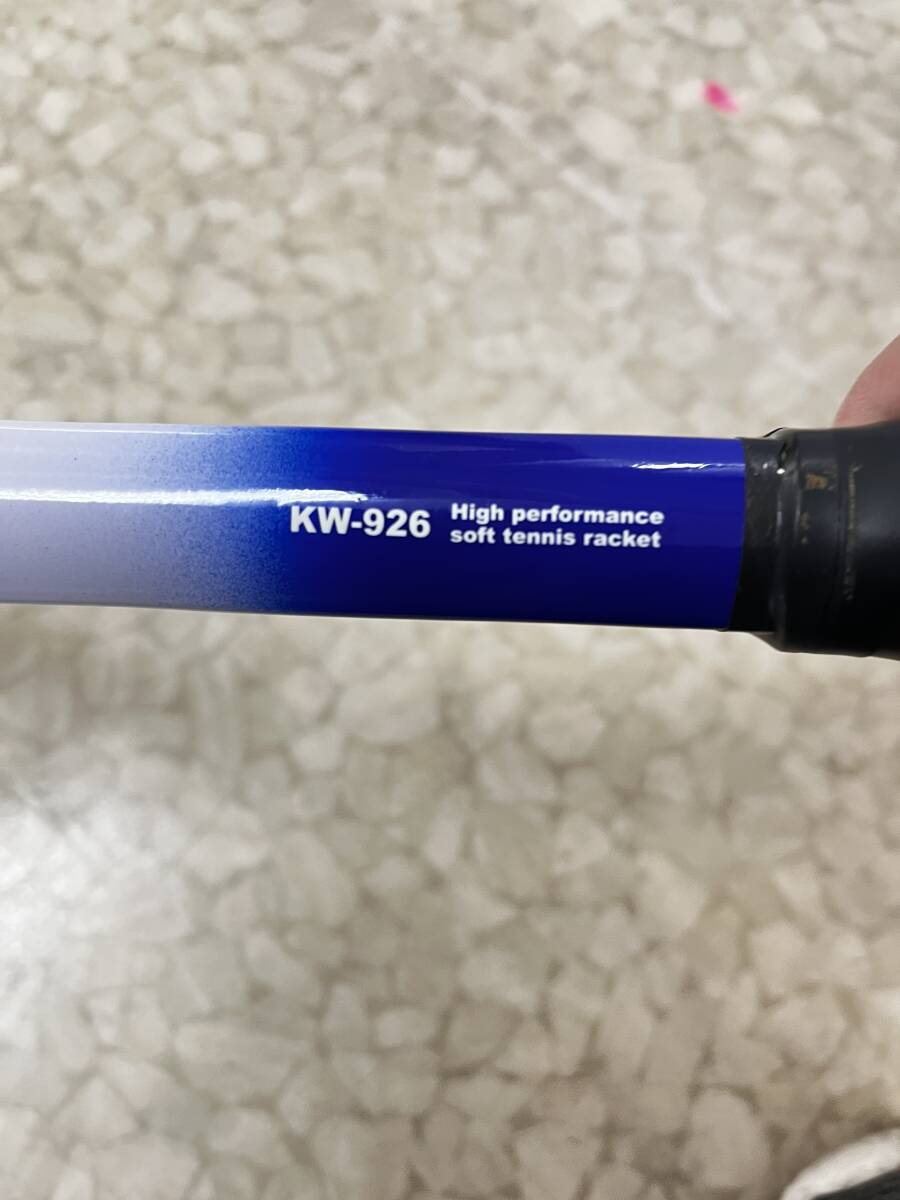 KW-926
High performance
soft tennis racket